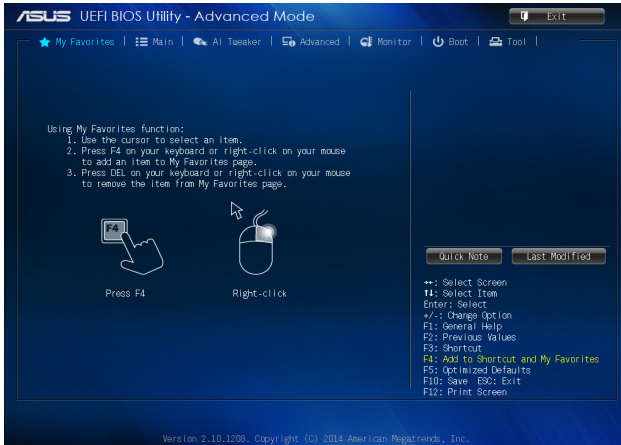 ASUS UEFI BIOS Utility - Advanced Mode
Exit
My Favorites | Main | Ai Tweaker | Advanced | Monitor | Boot | Tool |
Using My Favorites function:
1. Use the cursor to select an item.
2. Press F4 on your keyboard or right-click on your mouse
to add an item to My Favorites page.
3. Press DEL on your keyboard or right-click on your mouse
to remove the item from My Favorites page.
F4
Press F4
Right-click
Quick Note
Last Modified
→←: Select Screen
↑↓: Select Item
Enter: Select
+/-: Change Option
F1: General Help
F2: Previous Values
F3: Shortcut
F4: Add to Shortcut and My Favorites
F5: Optimized Defaults
F10: Save ESC: Exit
F12: Print Screen
Version 2.10.1208. Copyright (C) 2014 American Megatrends, Inc.